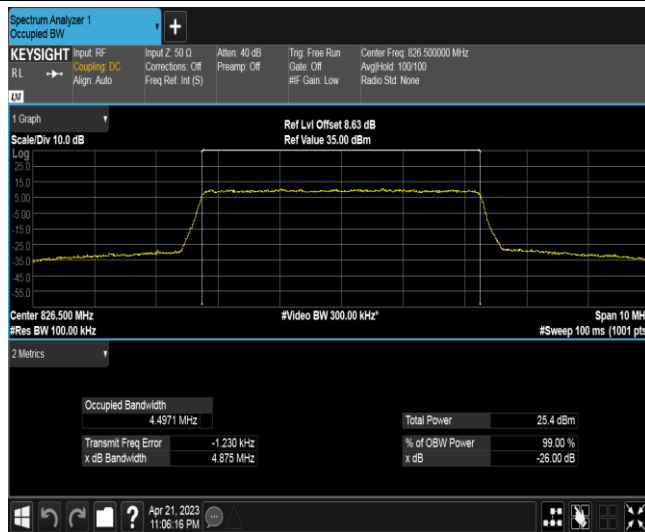 Spectrum Analyzer 1
Occupied BW
+
KEYSIGHT
RL
Input: RF
Coupling: DC
Align: Auto
Input Z: 50 Ω
Corrections: Off
Freq Ref: Int (S)
Atten: 40 dB
Preamp: Off
Trig: Free Run
Gate: Off
#IF Gain: Low
Center Freq: 826.500000 MHz
Avg|Hold: 100/100
Radio Std: None
LXI
1 Graph
Scale/Div 10.0 dB
Ref Lvl Offset 8.63 dB
Ref Value 35.00 dBm
Log
25.0
15.0
5.00
-5.00
-15.0
-25.0
-35.0
-45.0
-55.0
Center 826.500 MHz
#Res BW 100.00 kHz
#Video BW 300.00 kHz*
Span 10 MH
#Sweep 100 ms (1001 pts
2 Metrics
Occupied Bandwidth
4.4971 MHz
Transmit Freq Error -1.230 kHz
x dB Bandwidth 4.875 MHz
Total Power 25.4 dBm
% of OBW Power 99.00 %
x dB -26.00 dB
?
Apr 21, 2023
11:06:16 PM